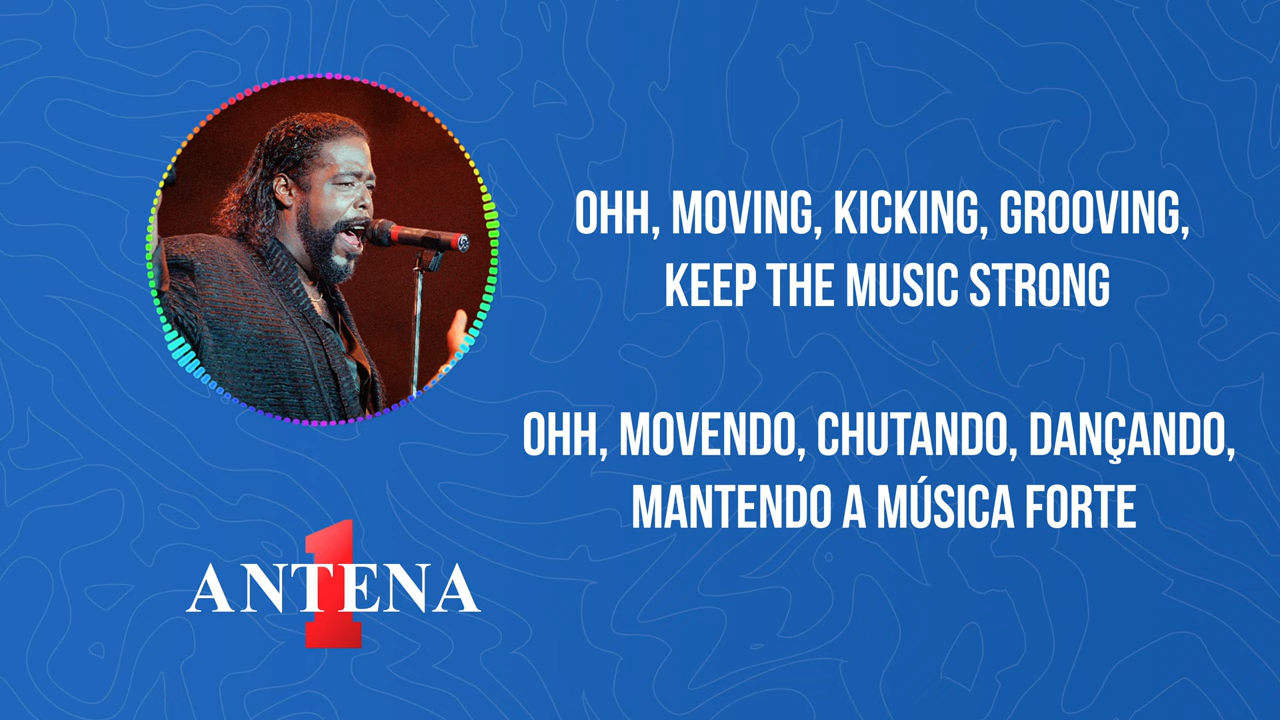 OHH, MOVING, KICKING, GROOVING,
KEEP THE MUSIC STRONG
OHH, MOVENDO, CHUTANDO, DANÇANDO,
MANTENDO A MÚSICA FORTE
ANTENA 1